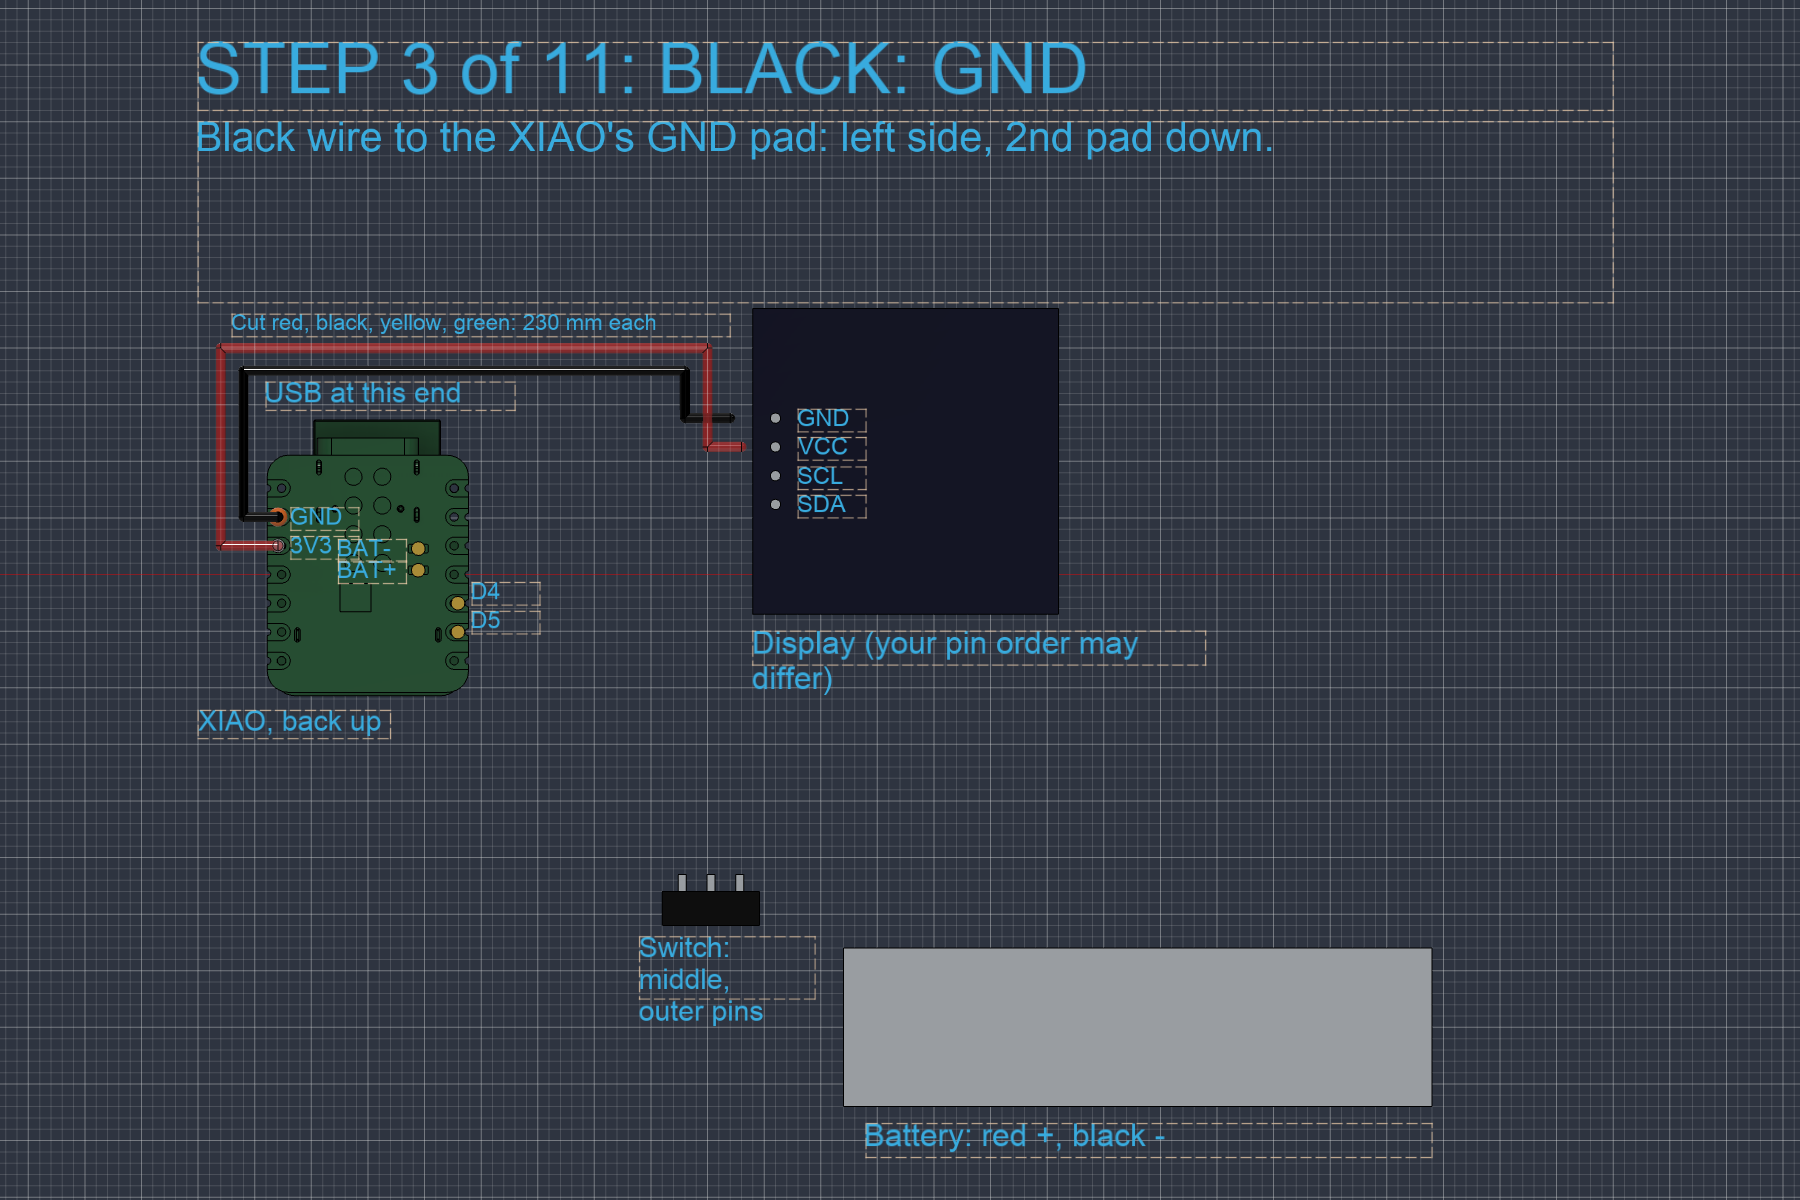 STEP 3 of 11: BLACK: GND
Black wire to the XIAO's GND pad: left side, 2nd pad down.
Cut red, black, yellow, green: 230 mm each
USB at this end
GND
VCC
SCL
SDA
GND
3V3
BAT-
BAT+
D4
D5
Display (your pin order may
differ)
XIAO, back up
Switch:
middle,
outer pins
Battery: red +, black -